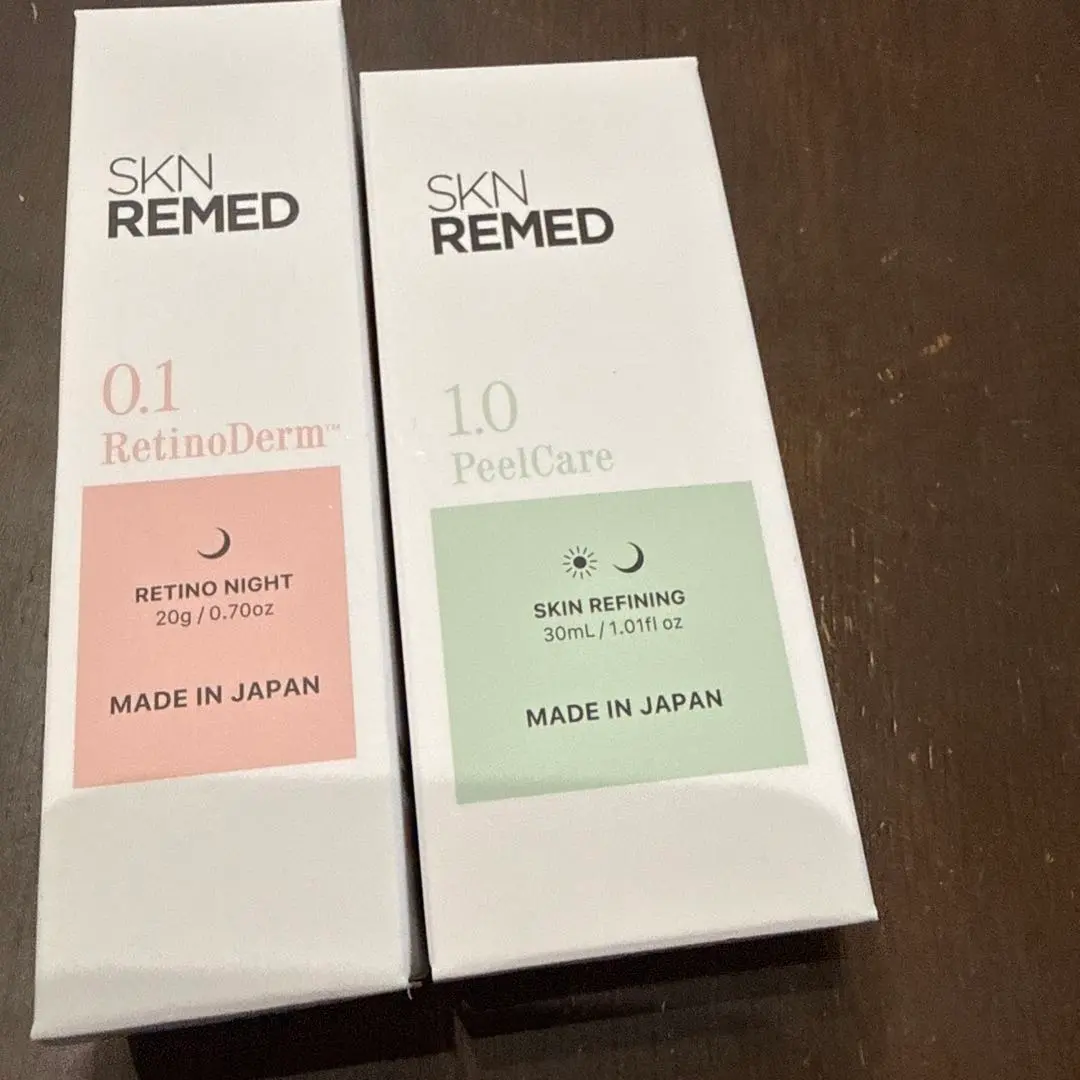 SKN
REMED
0.1
RetinoDerm™
RETINO NIGHT
20g / 0.70oz
MADE IN JAPAN
SKN
REMED
1.0
PeelCare
SKIN REFINING
30mL / 1.01fl oz
MADE IN JAPAN